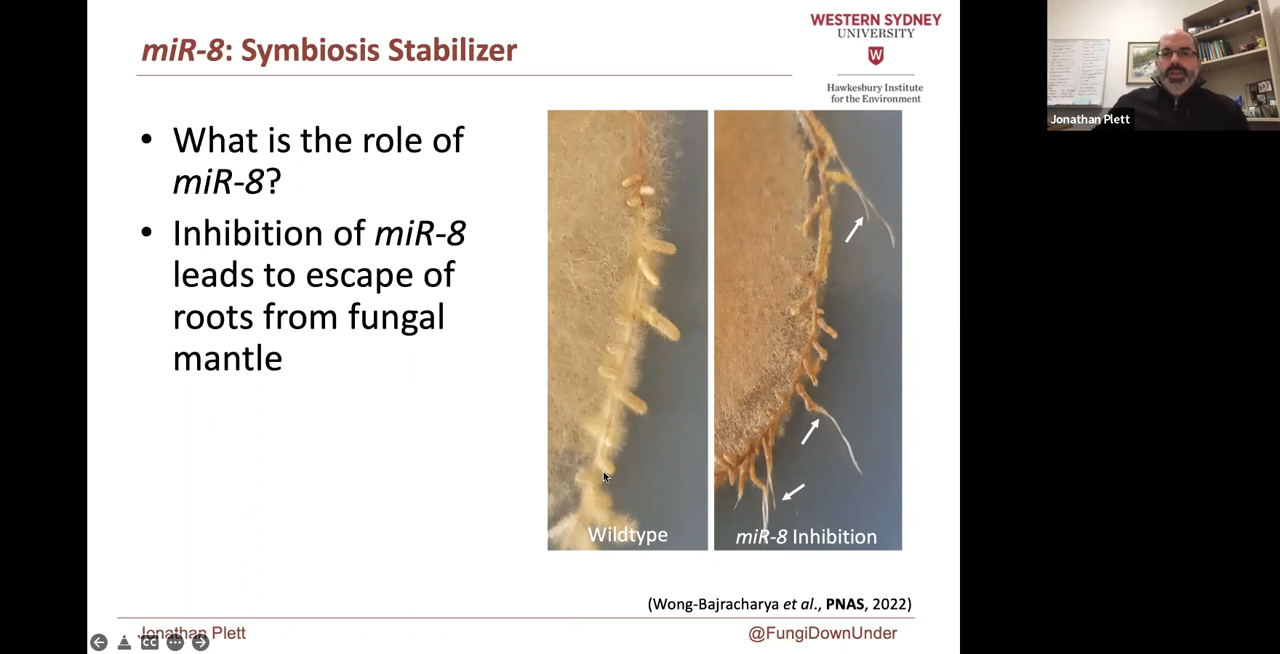 miR-8: Symbiosis Stabilizer
WESTERN SYDNEY
UNIVERSITY
W
Hawkesbury Institute
for the Environment
• What is the role of
miR-8?
• Inhibition of miR-8
leads to escape of
roots from fungal
mantle
Wildtype
miR-8 Inhibition
(Wong-Bajracharya et al., PNAS, 2022)
Jonathan Plett
@FungiDownUnder
CC
Jonathan Plett